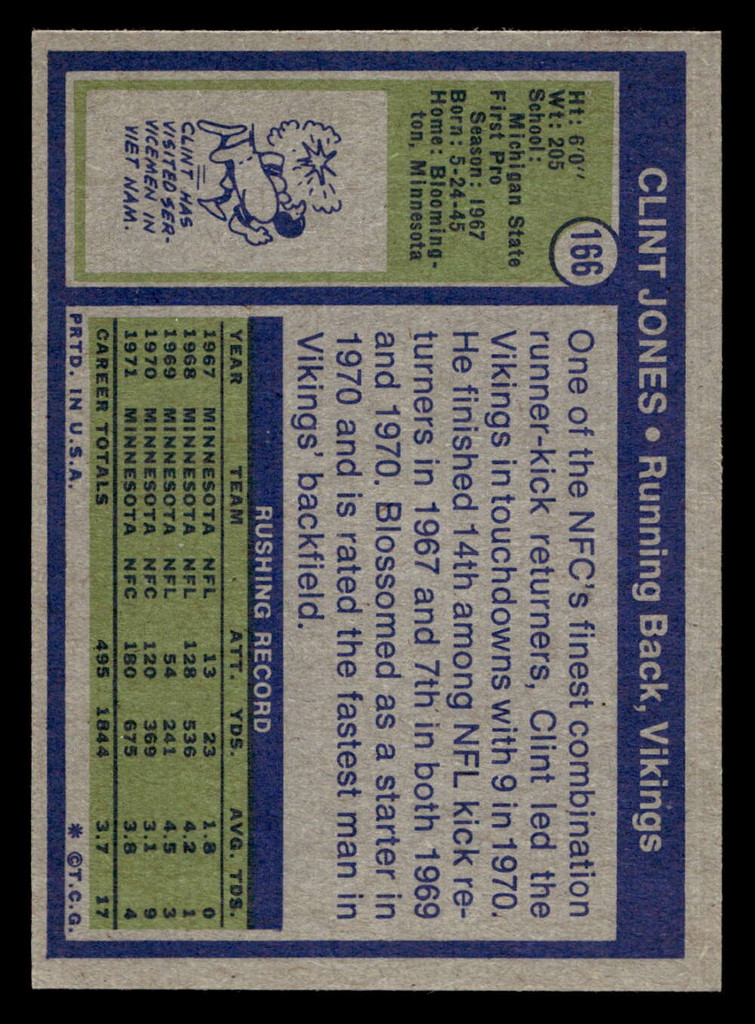 CLINT JONES • Running Back, Vikings
166
Ht: 6'0"
Wt: 205
School:
Michigan State
First Pro
Season: 1967
Born: 5-24-45
Home: Blooming-
ton, Minnesota
CLINT HAS
VISITED SER-
VICEMEN IN
VIET NAM.
One of the NFC's finest combination
runner-kick returners, Clint led the
Vikings in touchdowns with 9 in 1970.
He finished 14th among NFL kick re-
turners in 1967 and 7th in both 1969
and 1970. Blossomed as a starter in
1970 and is rated the fastest man in
Vikings' backfield.
RUSHING RECORD
YEAR TEAM ATT. YDS. AVG. TDS.
1967 MINNESOTA NFL 13 23 1.8 0
1968 MINNESOTA NFL 128 536 4.2 1
1969 MINNESOTA NFL 54 241 4.5 3
1970 MINNESOTA NFC 120 369 3.1 9
1971 MINNESOTA NFC 180 675 3.8 4
CAREER TOTALS 495 1844 3.7 17
PRTD. IN U.S.A. * ©T.C.G.